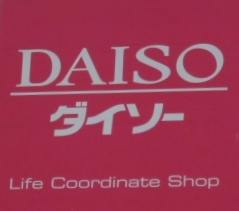 DAISO
ダイソー
Life Coordinate Shop